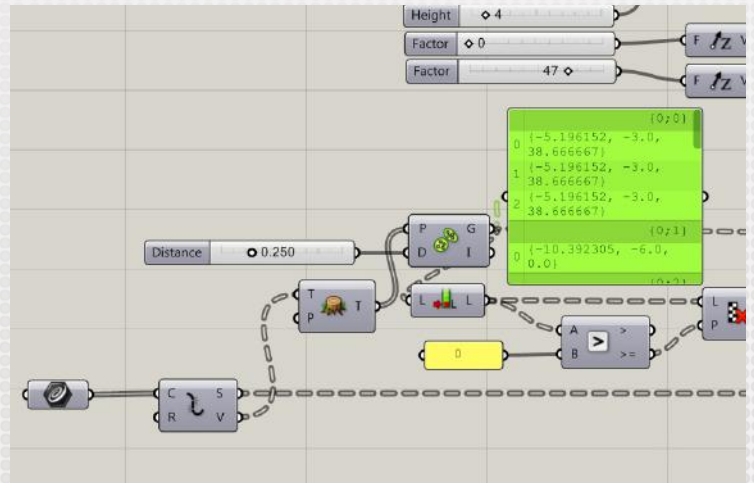 Height 4
Factor 0
F Z V
Factor 47
F Z V
{0;0}
0 {-5.196152, -3.0,
38.666667}
1 {-5.196152, -3.0,
38.666667}
2 {-5.196152, -3.0,
38.666667}
{0;1}
0 {-10.392305, -6.0,
0.0}
{0;2}
P G
Distance 0.250
D I
T T
P
L L
L
P
A >
>
B >=
0
C S
R V